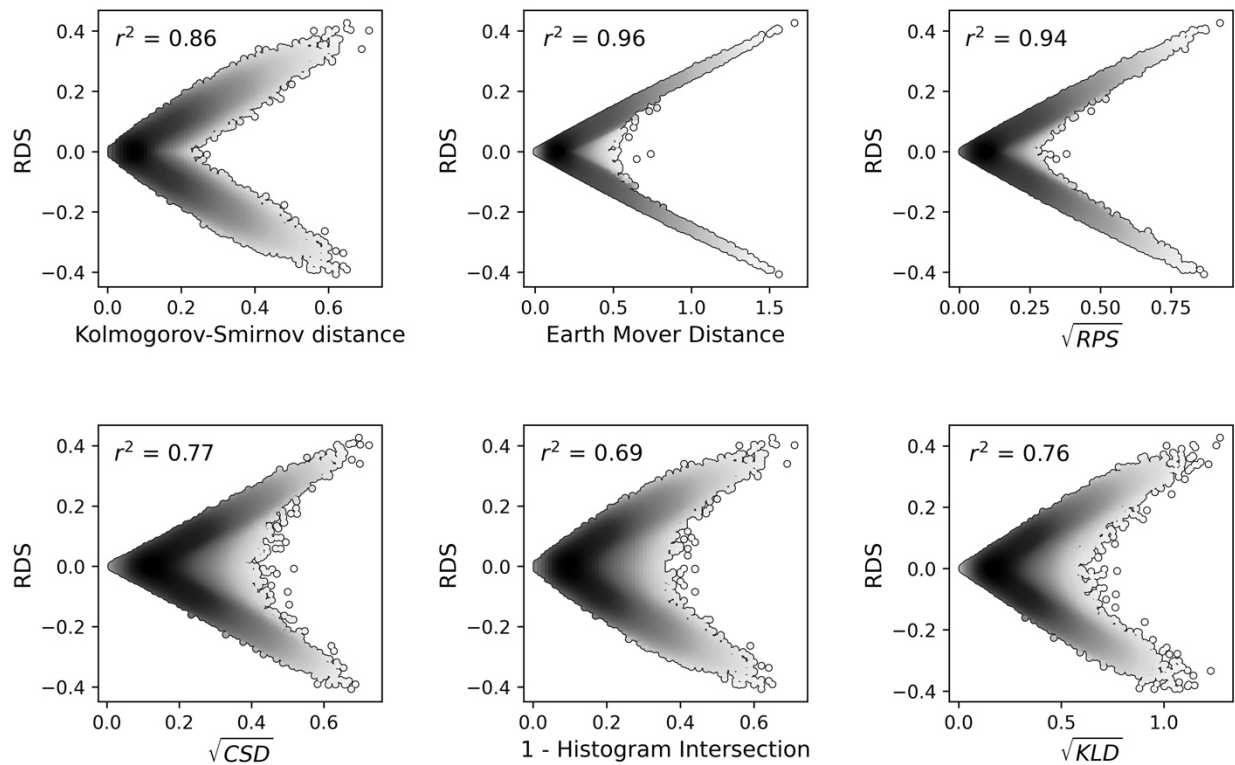 r² = 0.86
RDS
0.4
0.2
0.0
−0.2
−0.4
0.0 0.2 0.4 0.6
Kolmogorov-Smirnov distance
r² = 0.96
RDS
0.4
0.2
0.0
−0.2
−0.4
0.0 0.5 1.0 1.5
Earth Mover Distance
r² = 0.94
RDS
0.4
0.2
0.0
−0.2
−0.4
0.00 0.25 0.50 0.75
√RPS
r² = 0.77
RDS
0.4
0.2
0.0
−0.2
−0.4
0.0 0.2 0.4 0.6
√CSD
r² = 0.69
RDS
0.4
0.2
0.0
−0.2
−0.4
0.0 0.2 0.4 0.6
1 - Histogram Intersection
r² = 0.76
RDS
0.4
0.2
0.0
−0.2
−0.4
0.0 0.5 1.0
√KLD